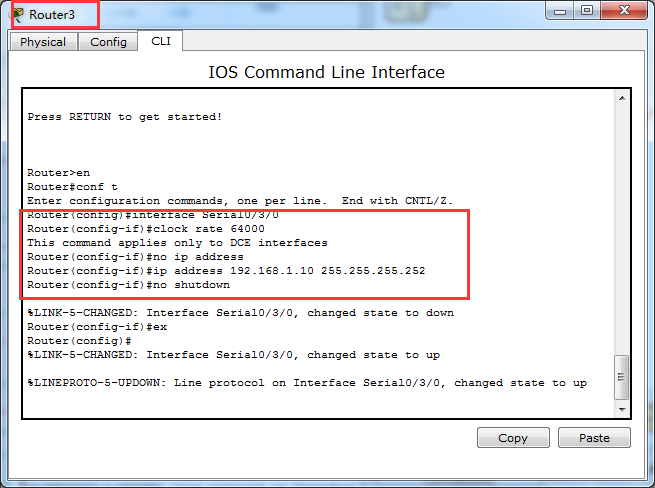 Router3
Physical Config CLI
IOS Command Line Interface
Press RETURN to get started!
Router>en
Router#conf t
Enter configuration commands, one per line.  End with CNTL/Z.
Router(config)#interface Serial0/3/0
Router(config-if)#clock rate 64000
This command applies only to DCE interfaces
Router(config-if)#no ip address
Router(config-if)#ip address 192.168.1.10 255.255.255.252
Router(config-if)#no shutdown
%LINK-5-CHANGED: Interface Serial0/3/0, changed state to down
Router(config-if)#ex
Router(config)#
%LINK-5-CHANGED: Interface Serial0/3/0, changed state to up
%LINEPROTO-5-UPDOWN: Line protocol on Interface Serial0/3/0, changed state to up
Copy Paste